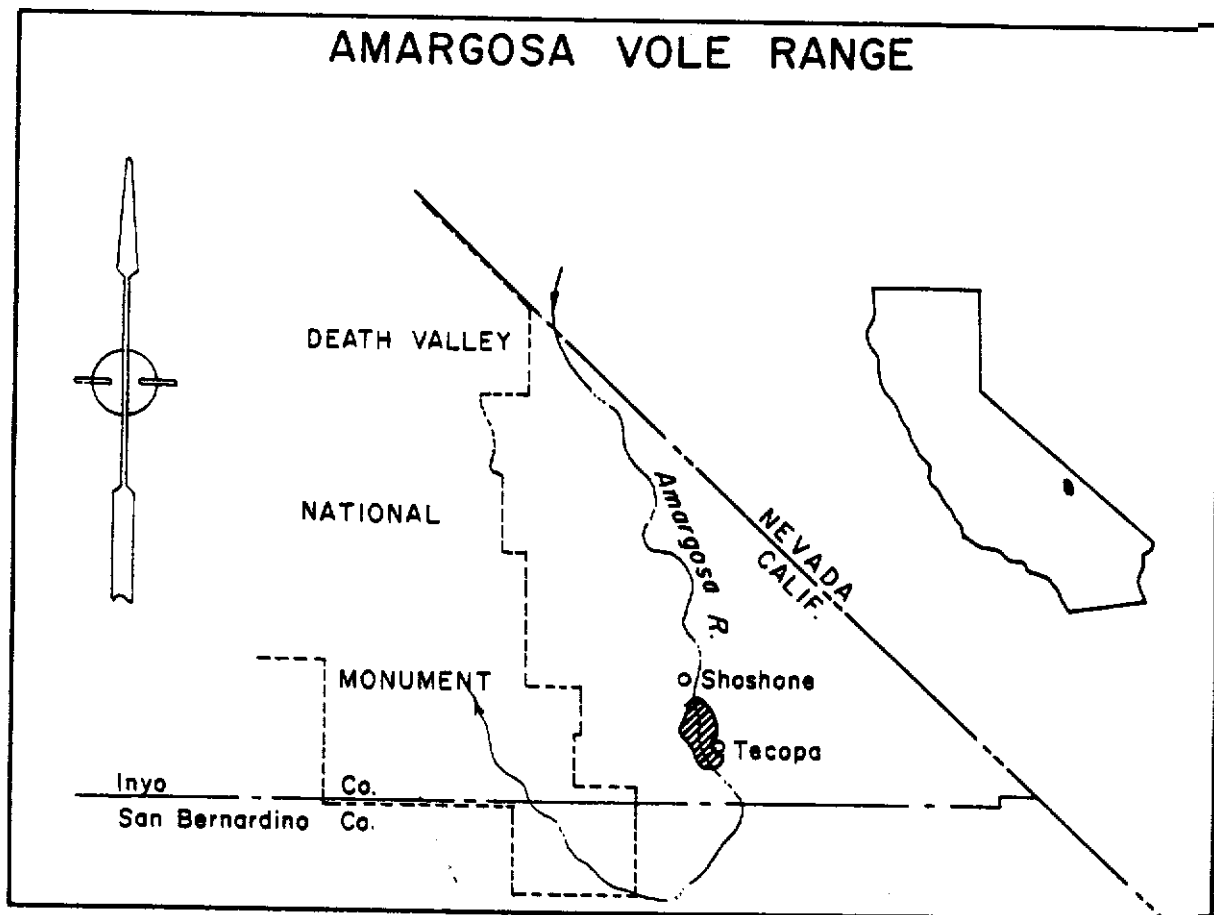 AMARGOSA VOLE RANGE
DEATH VALLEY
NATIONAL
MONUMENT
Amargosa R.
NEVADA
CALIF.
Shoshone
Tecopa
Inyo Co.
San Bernardino Co.